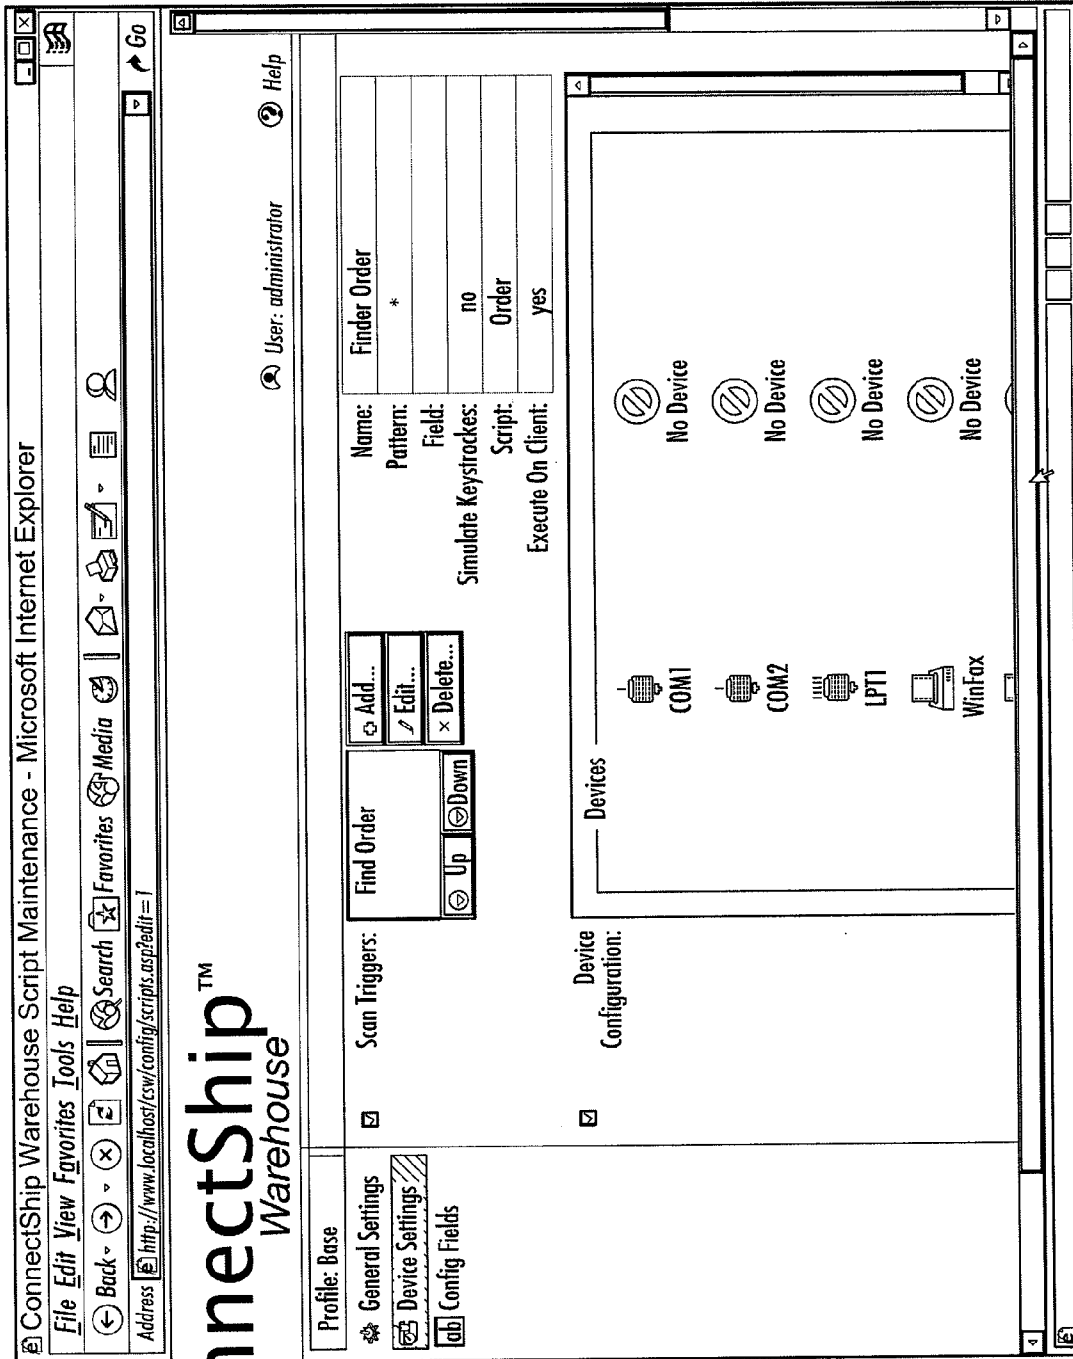 ConnectShip Warehouse Script Maintenance - Microsoft Internet Explorer
File Edit View Favorites Tools Help
Back Search Favorites Media
Address http://www.localhost/csw/config/scripts.asp?edit=1 Go
nnectShip™
Warehouse
User: administrator Help
Profile: Base
General Settings
Device Settings
ab Config Fields
Scan Triggers:
Find Order
Up Down
Add...
Edit...
Delete...
Name: Finder Order
Pattern: *
Field:
Simulate Keystrockes: no
Script: Order
Execute On Client: yes
Device
Configuration:
Devices
COM1 No Device
COM2 No Device
LPT1 No Device
WinFax No Device